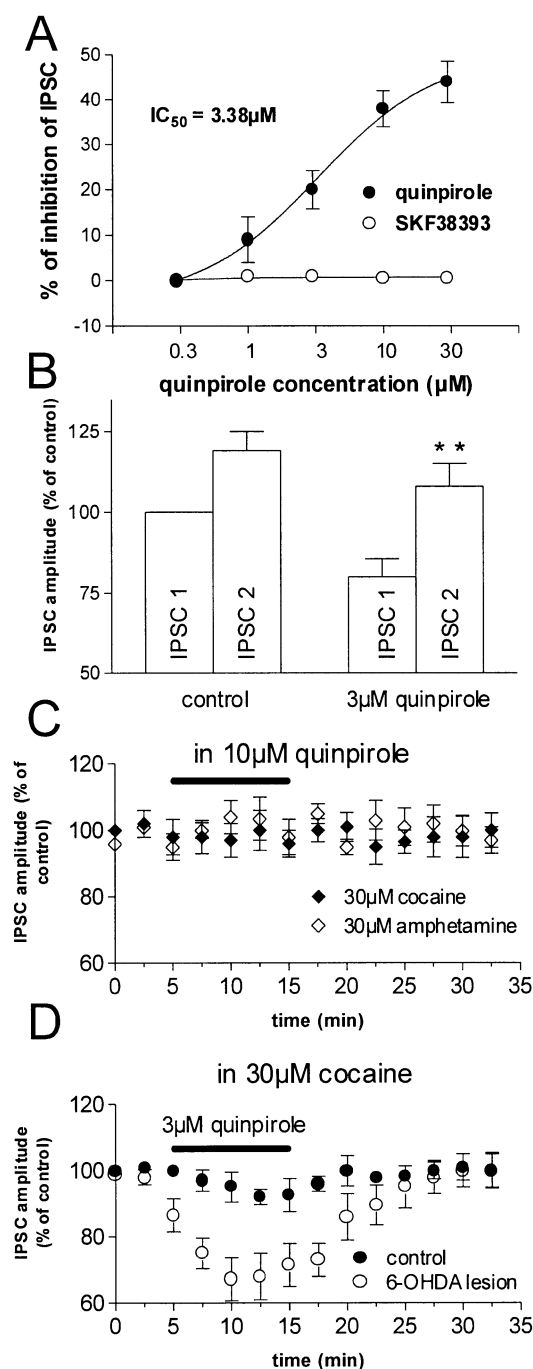 A
% of inhibition of IPSC
50
40
30
20
10
0
-10
IC50 = 3.38µM
quinpirole
SKF38393
0.3 1 3 10 30
quinpirole concentration (µM)
B
IPSC amplitude (% of control)
125
100
75
50
IPSC 1
IPSC 2
IPSC 1
IPSC 2
* *
control 3µM quinpirole
C
in 10µM quinpirole
IPSC amplitude (% of
control)
120
100
80
60
30µM cocaine
30µM amphetamine
0 5 10 15 20 25 30 35
time (min)
D
in 30µM cocaine
3µM quinpirole
IPSC amplitude
(% of control)
120
100
80
60
control
6-OHDA lesion
0 5 10 15 20 25 30 35
time (min)